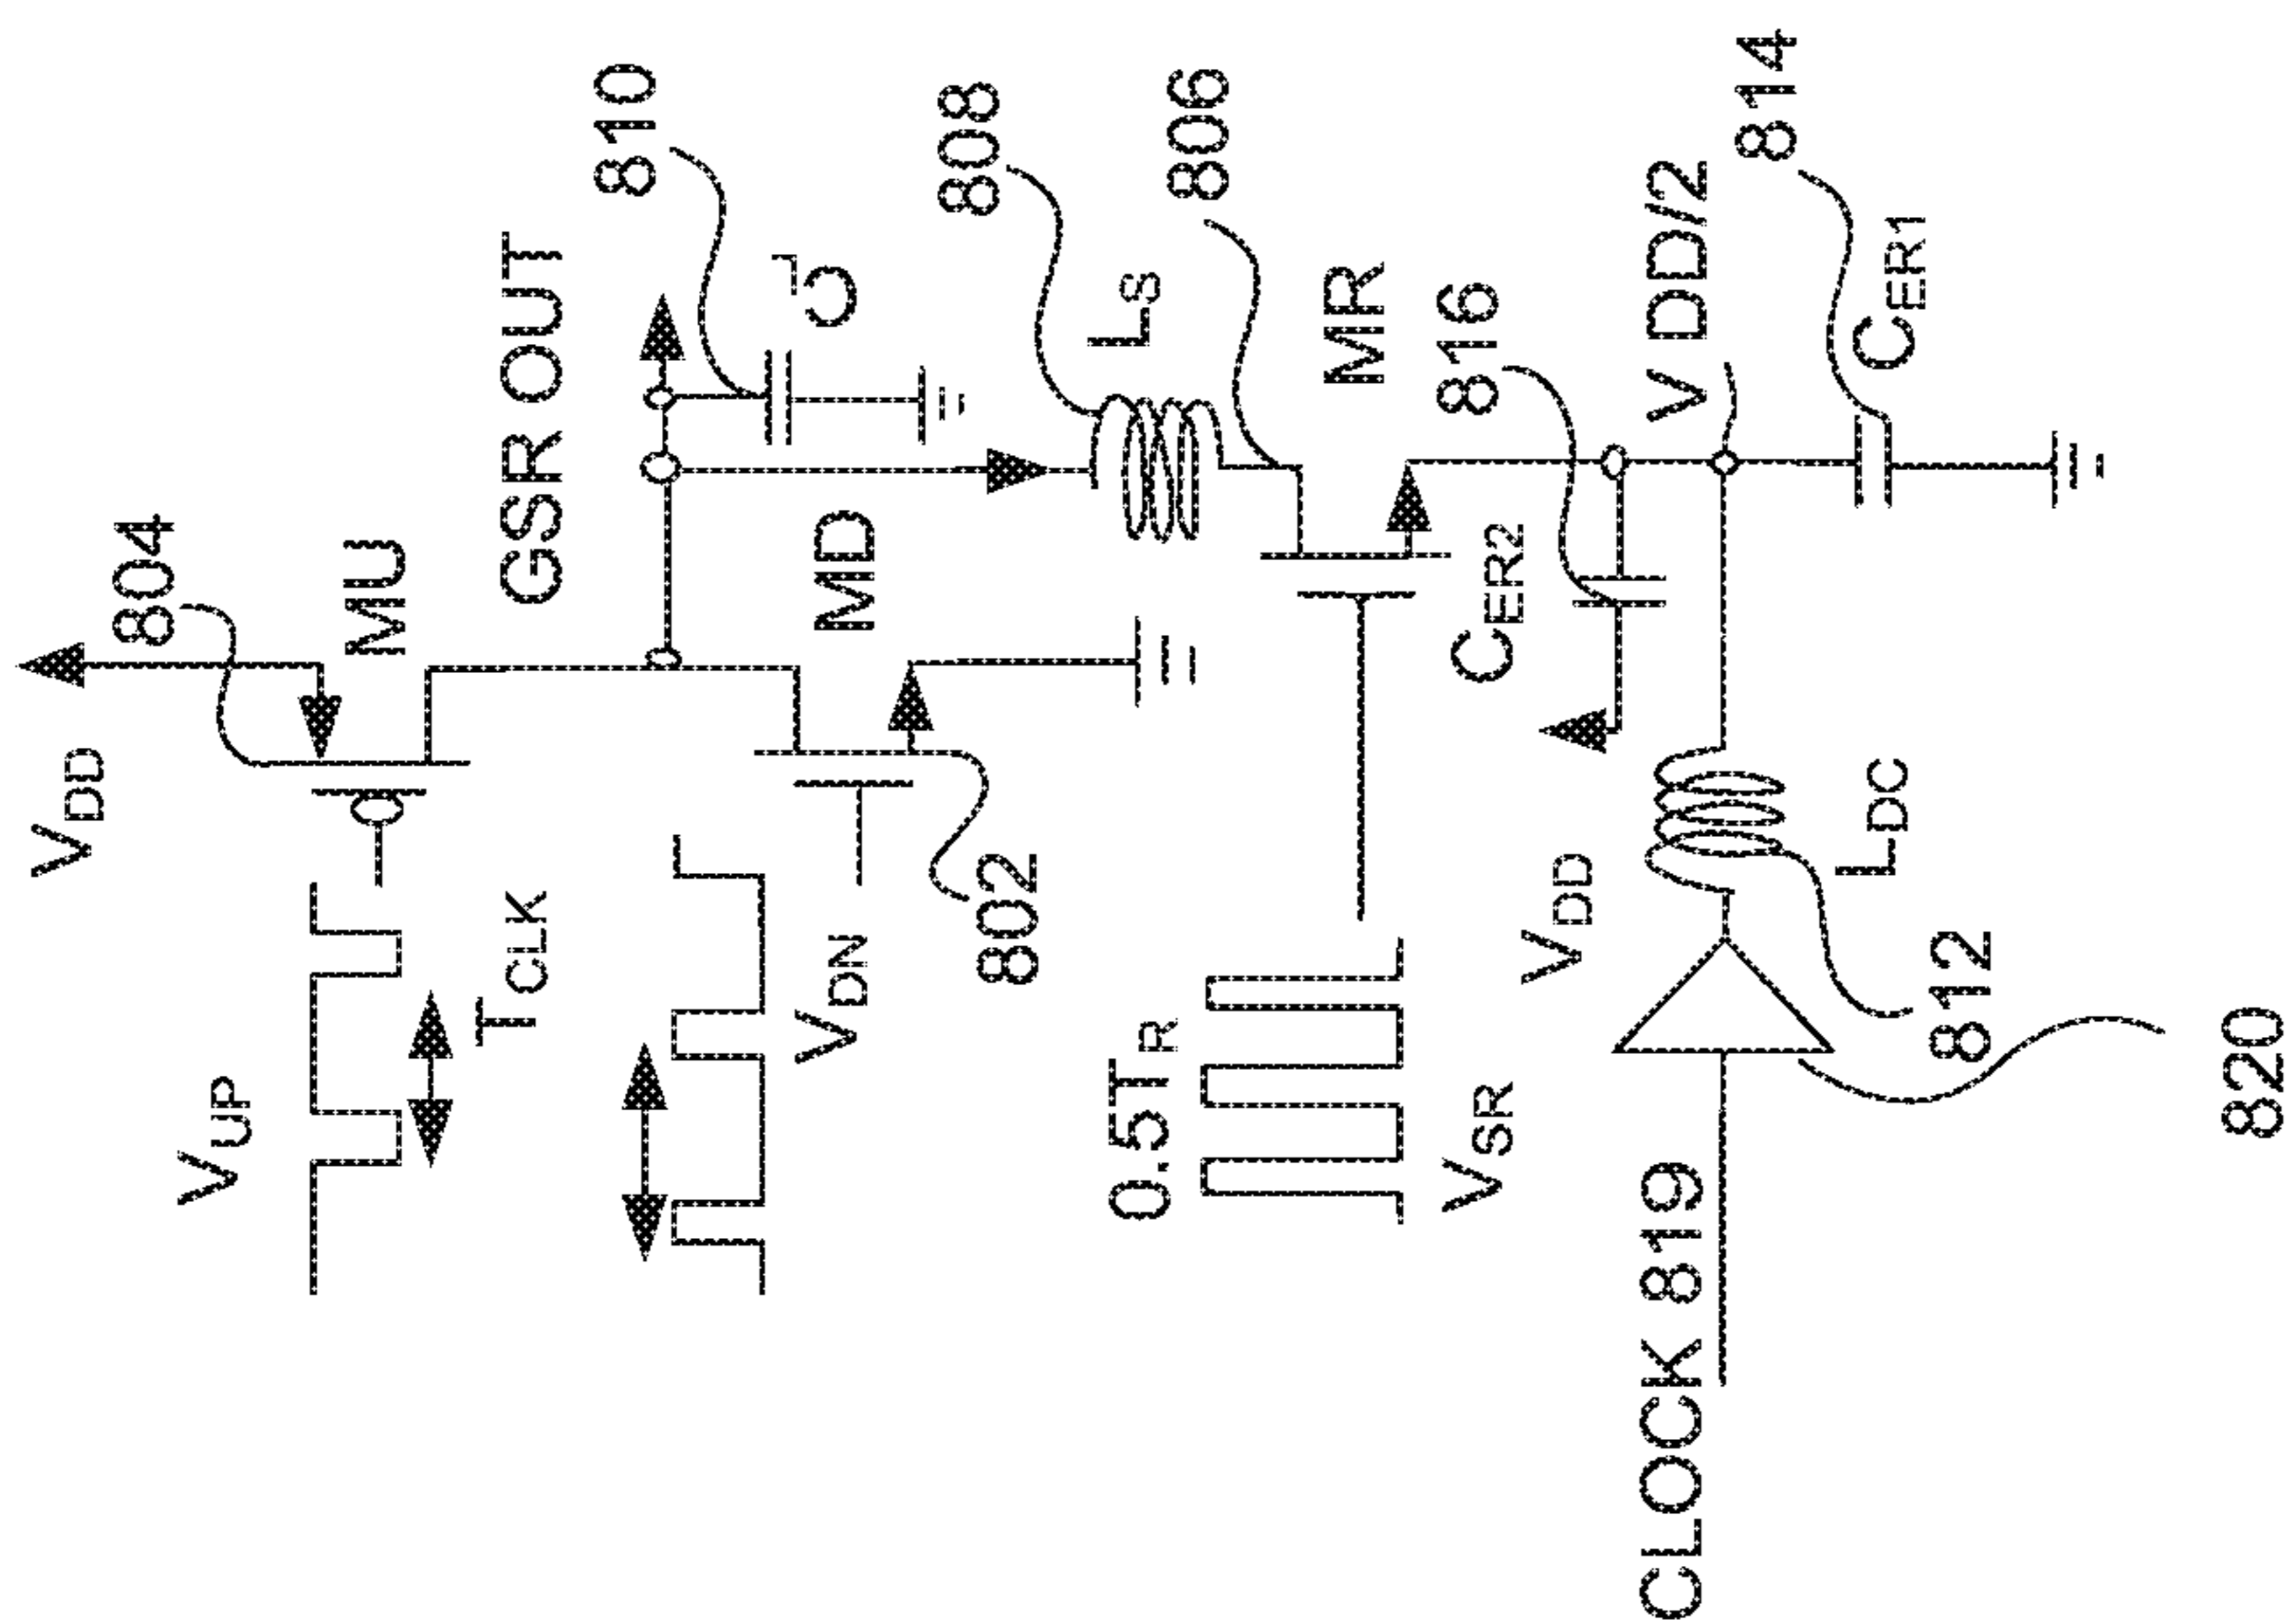 V_DD
804
MU
V_UP
T_CLK
GSR OUT
810
C_L
MD
V_DN
802
808
L_S
806
MR
0.5T_R
V_SR
816
C_ER2
V DD/2
814
C_ER1
V_DD
L_DC
812
CLOCK 819
820